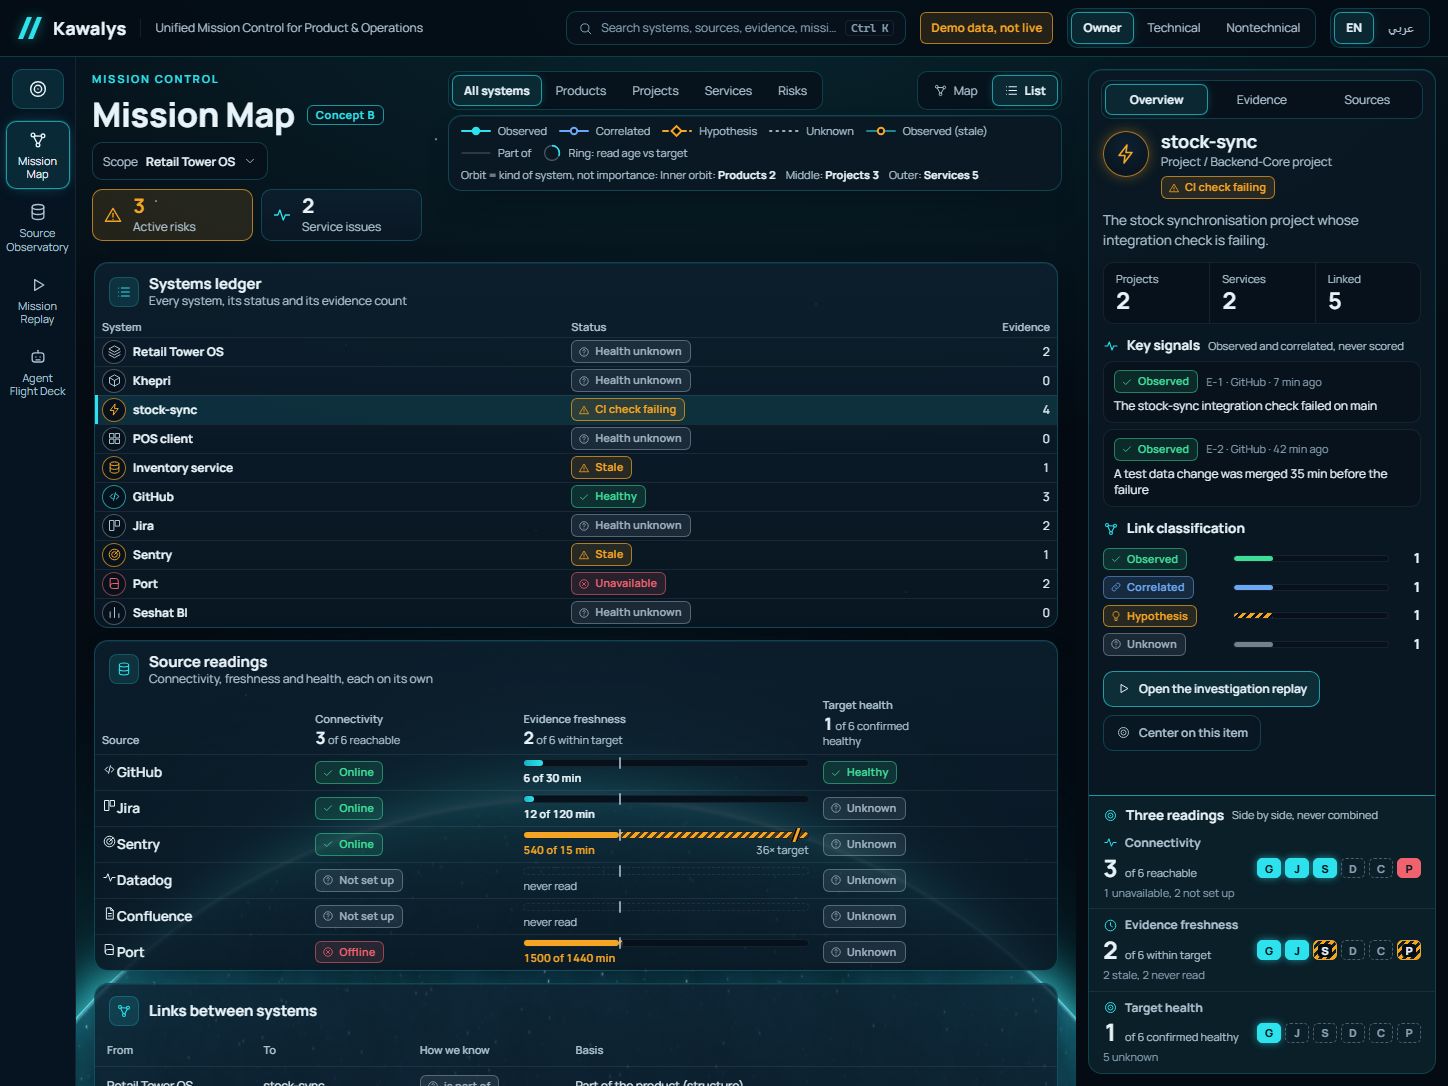 Kawalys
Unified Mission Control for Product & Operations
Search systems, sources, evidence, missi...
Ctrl K
Demo data, not live
Owner
Technical
Nontechnical
EN
عربي
Mission Map
Source Observatory
Mission Replay
Agent Flight Deck
MISSION CONTROL
Mission Map
Concept B
Scope Retail Tower OS
3
Active risks
2
Service issues
All systems
Products
Projects
Services
Risks
Map
List
Observed
Correlated
Hypothesis
Unknown
Observed (stale)
Part of
Ring: read age vs target
Orbit = kind of system, not importance: Inner orbit: Products 2 Middle: Projects 3 Outer: Services 5
Systems ledger
Every system, its status and its evidence count
System Status Evidence
Retail Tower OS Health unknown 2
Khepri Health unknown 0
stock-sync CI check failing 4
POS client Health unknown 0
Inventory service Stale 1
GitHub Healthy 3
Jira Health unknown 2
Sentry Stale 1
Port Unavailable 2
Seshat BI Health unknown 0
Source readings
Connectivity, freshness and health, each on its own
Source
Connectivity
3 of 6 reachable
Evidence freshness
2 of 6 within target
Target health
1 of 6 confirmed
healthy
GitHub Online 6 of 30 min Healthy
Jira Online 12 of 120 min Unknown
Sentry Online 540 of 15 min 36× target Unknown
Datadog Not set up never read Unknown
Confluence Not set up never read Unknown
Port Offline 1500 of 1440 min Unknown
Links between systems
From To How we know Basis
Retail Tower OS stock-sync is part of Part of the product (structure)
Overview
Evidence
Sources
stock-sync
Project / Backend-Core project
CI check failing
The stock synchronisation project whose
integration check is failing.
Projects
2
Services
2
Linked
5
Key signals Observed and correlated, never scored
Observed E-1 · GitHub · 7 min ago
The stock-sync integration check failed on main
Observed E-2 · GitHub · 42 min ago
A test data change was merged 35 min before the
failure
Link classification
Observed 1
Correlated 1
Hypothesis 1
Unknown 1
Open the investigation replay
Center on this item
Three readings Side by side, never combined
Connectivity
3 of 6 reachable G J S D C P
1 unavailable, 2 not set up
Evidence freshness
2 of 6 within target G J S D C P
2 stale, 2 never read
Target health
1 of 6 confirmed healthy G J S D C P
5 unknown